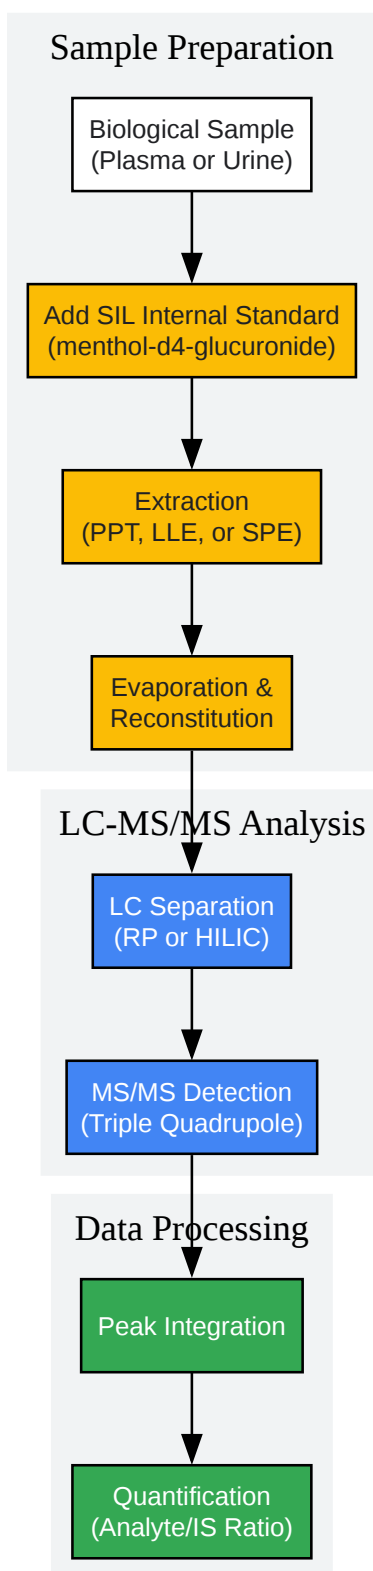 Sample Preparation
Biological Sample
(Plasma or Urine)
Add SIL Internal Standard
(menthol-d4-glucuronide)
Extraction
(PPT, LLE, or SPE)
Evaporation &
Reconstitution
LC-MS/MS Analysis
LC Separation
(RP or HILIC)
MS/MS Detection
(Triple Quadrupole)
Data Processing
Peak Integration
Quantification
(Analyte/IS Ratio)